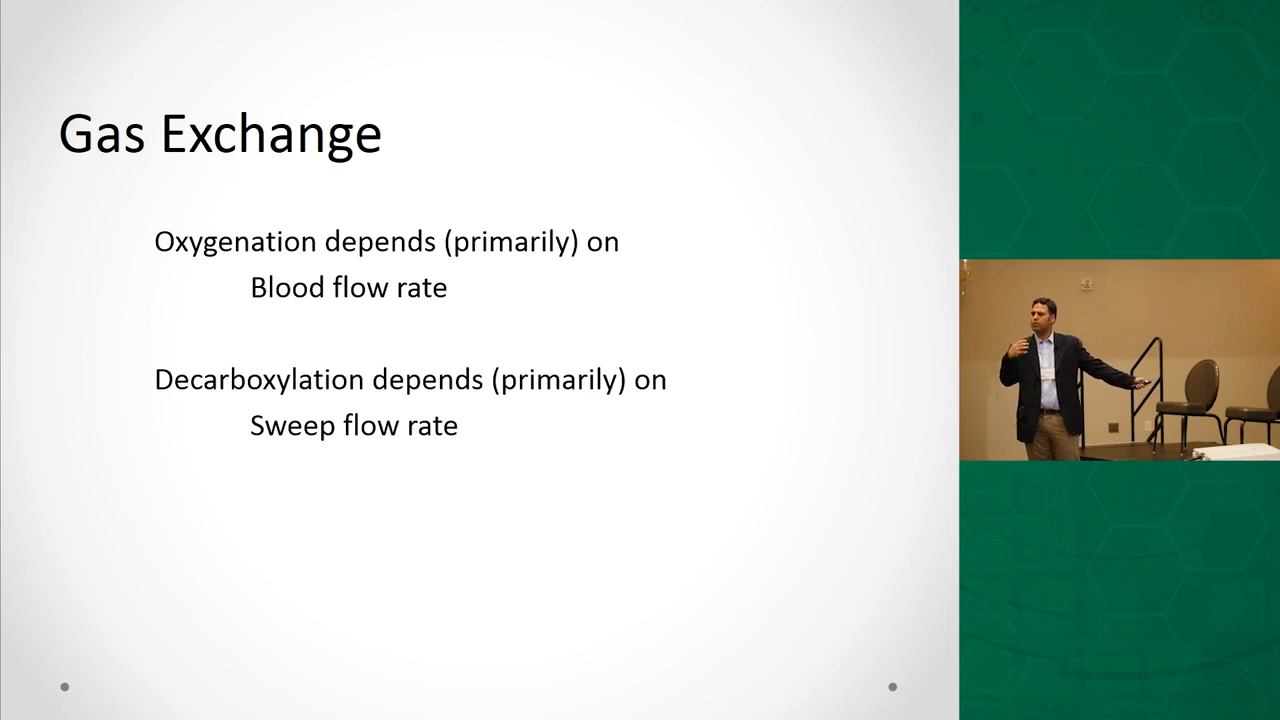 Gas Exchange
Oxygenation depends (primarily) on
Blood flow rate
Decarboxylation depends (primarily) on
Sweep flow rate